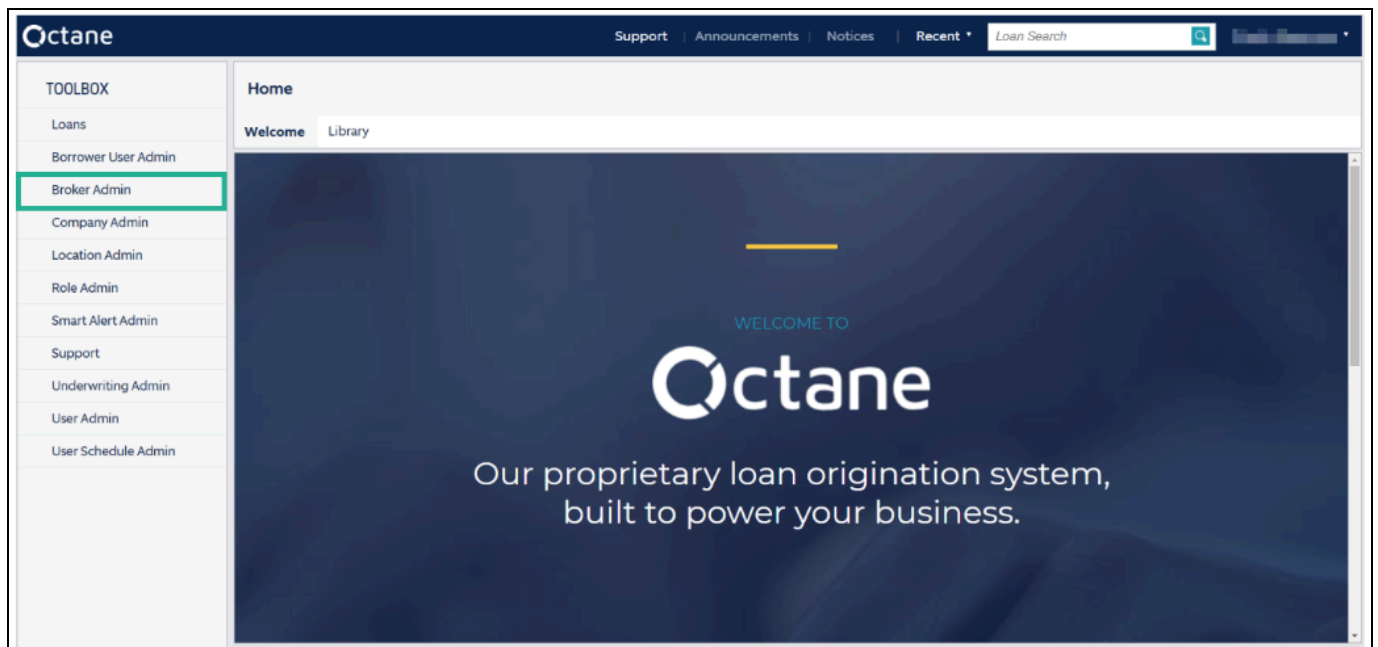 Octane
Support | Announcements | Notices | Recent Loan Search
TOOLBOX
Loans
Borrower User Admin
Broker Admin
Company Admin
Location Admin
Role Admin
Smart Alert Admin
Support
Underwriting Admin
User Admin
User Schedule Admin
Home
Welcome Library
WELCOME TO
Octane
Our proprietary loan origination system,
built to power your business.